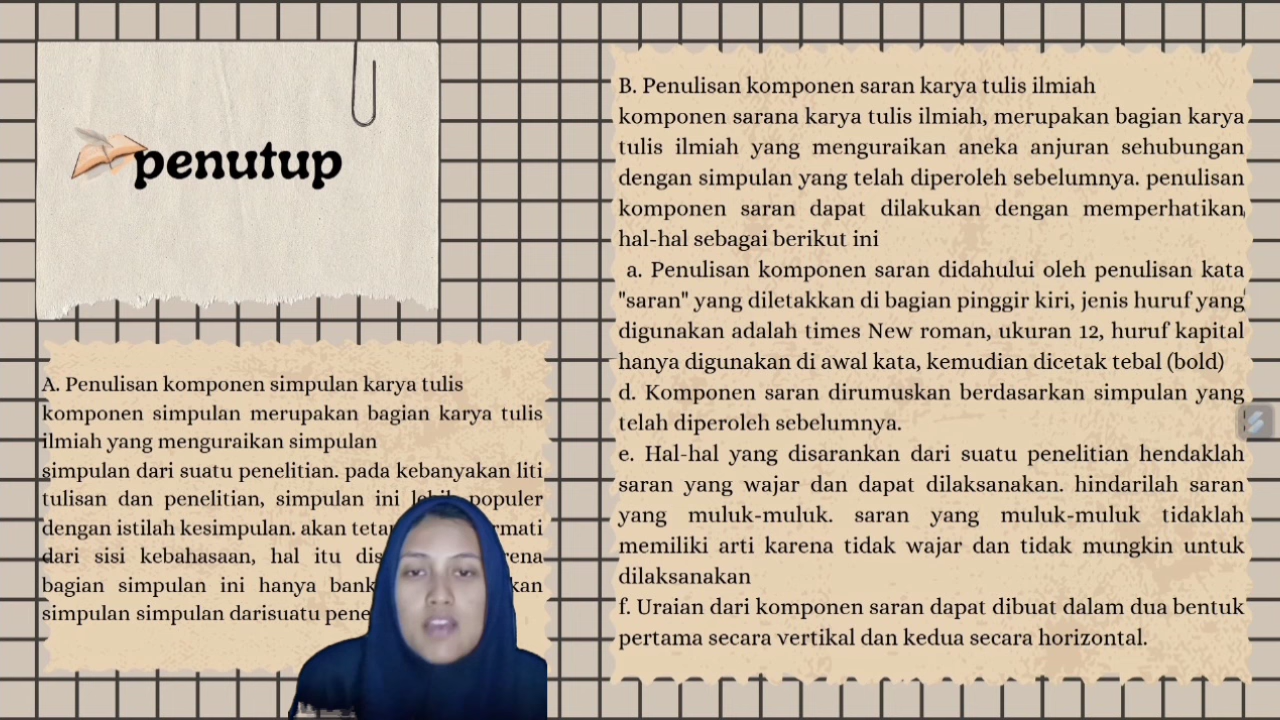 penutup
A. Penulisan komponen simpulan karya tulis
komponen simpulan merupakan bagian karya tulis
ilmiah yang menguraikan simpulan
simpulan dari suatu penelitian. pada kebanyakan liti
tulisan dan penelitian, simpulan ini lebih populer
dengan istilah kesimpulan. akan
dari sisi kebahasaan, hal itu
bagian simpulan ini hanya
simpulan simpulan darisuatu
B. Penulisan komponen saran karya tulis ilmiah
komponen sarana karya tulis ilmiah, merupakan bagian karya
tulis ilmiah yang menguraikan aneka anjuran sehubungan
dengan simpulan yang telah diperoleh sebelumnya. penulisan
komponen saran dapat dilakukan dengan memperhatikan
hal-hal sebagai berikut ini
a. Penulisan komponen saran didahului oleh penulisan kata
"saran" yang diletakkan di bagian pinggir kiri, jenis huruf yang
digunakan adalah times New roman, ukuran 12, huruf kapital
hanya digunakan di awal kata, kemudian dicetak tebal (bold)
d. Komponen saran dirumuskan berdasarkan simpulan yang
telah diperoleh sebelumnya.
e. Hal-hal yang disarankan dari suatu penelitian hendaklah
saran yang wajar dan dapat dilaksanakan. hindarilah saran
yang muluk-muluk. saran yang muluk-muluk tidaklah
memiliki arti karena tidak wajar dan tidak mungkin untuk
dilaksanakan
f. Uraian dari komponen saran dapat dibuat dalam dua bentuk
pertama secara vertikal dan kedua secara horizontal.